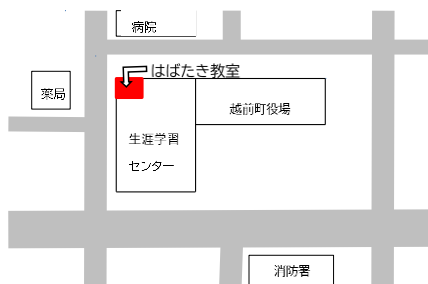 病院
はばたき教室
薬局
越前町役場
生涯学習
センター
消防署